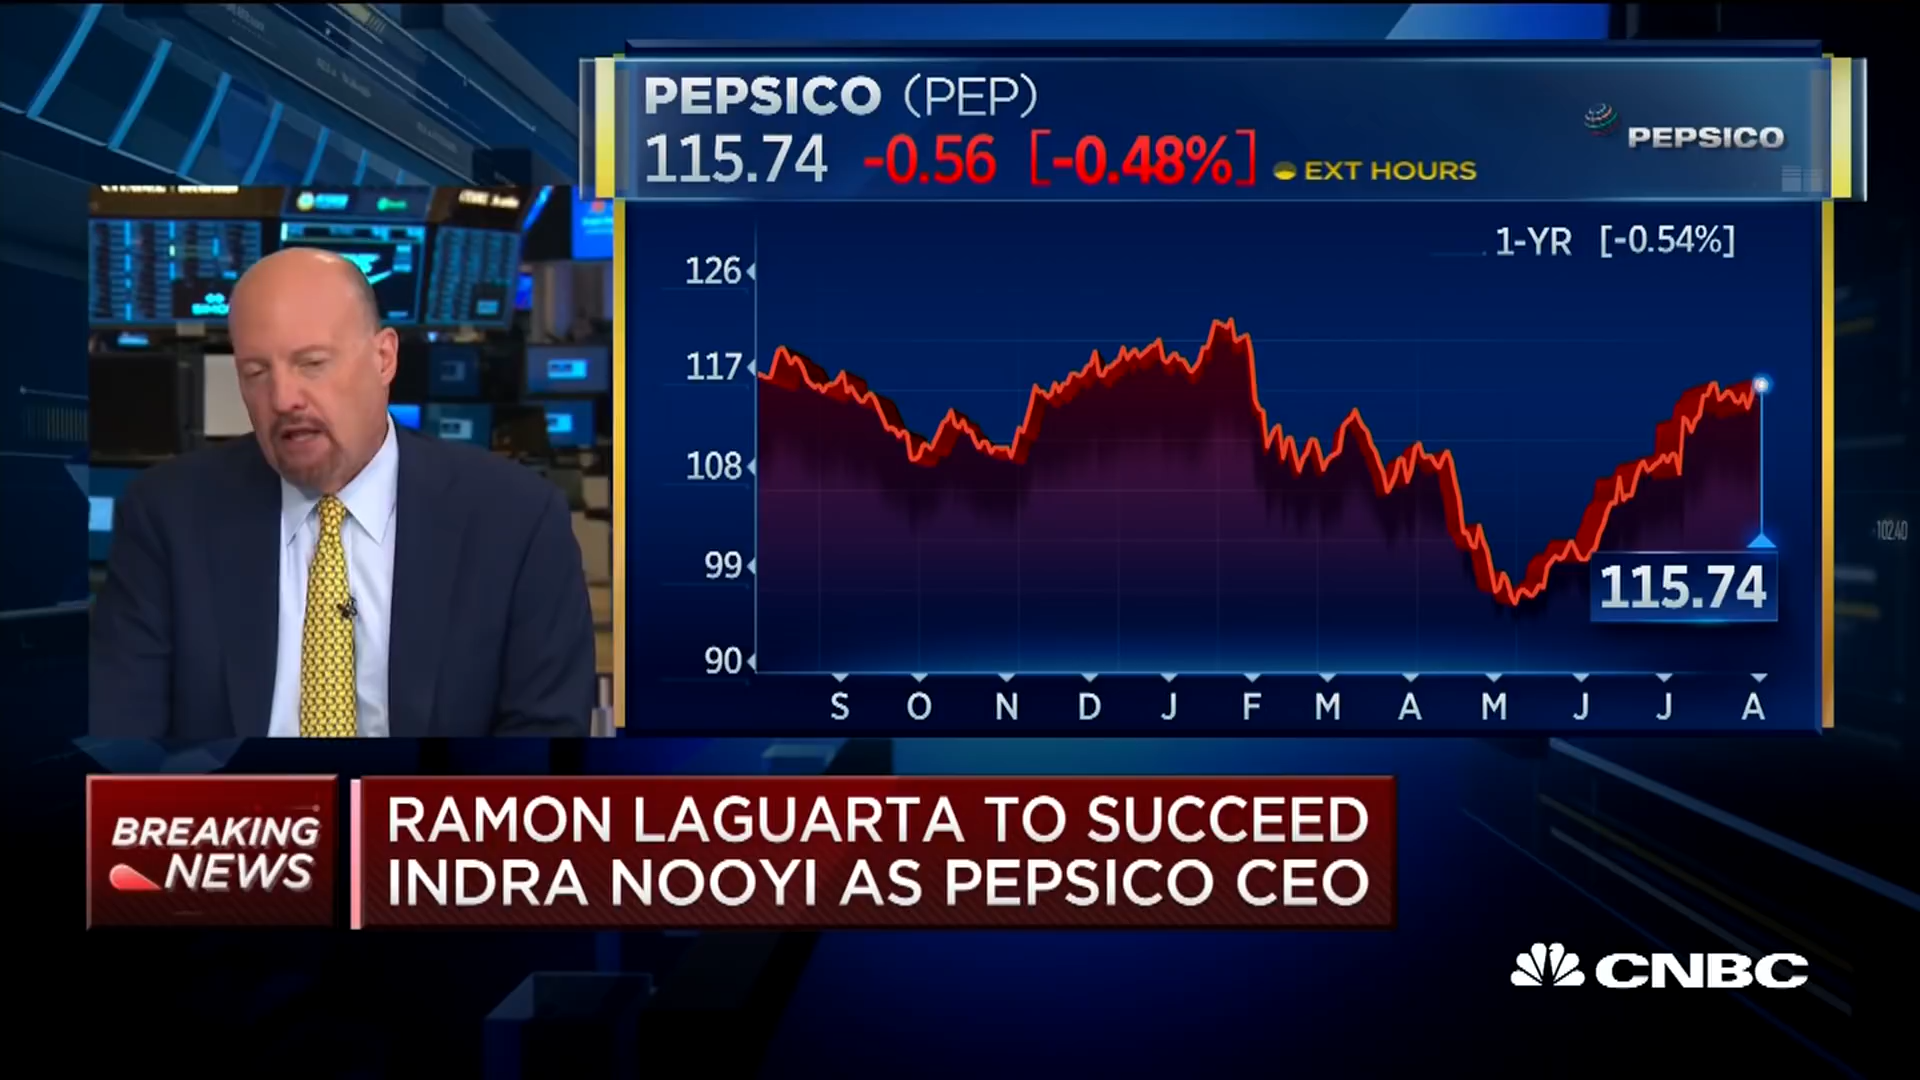 PEPSICO (PEP)
115.74 -0.56 [-0.48%] EXT HOURS
PEPSICO
1-YR [-0.54%]
126
117
108
99
90
115.74
S O N D J F M A M J J A
10240
BREAKING
NEWS
RAMON LAGUARTA TO SUCCEED
INDRA NOOYI AS PEPSICO CEO
CNBC